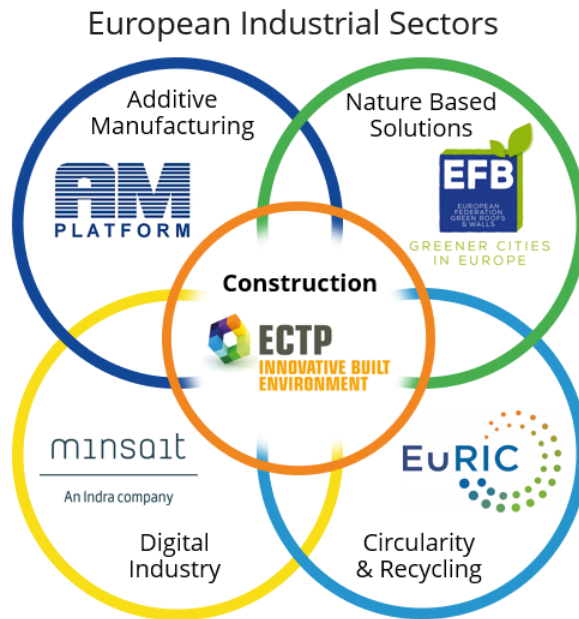 European Industrial Sectors
Additive
Manufacturing
AM
PLATFORM
Nature Based
Solutions
EFB
EUROPEAN
FEDERATION
GREEN ROOFS
& WALLS
GREENER CITIES
IN EUROPE
Construction
ECTP
INNOVATIVE BUILT
ENVIRONMENT
minsait
An Indra company
Digital
Industry
EuRIC
Circularity
& Recycling